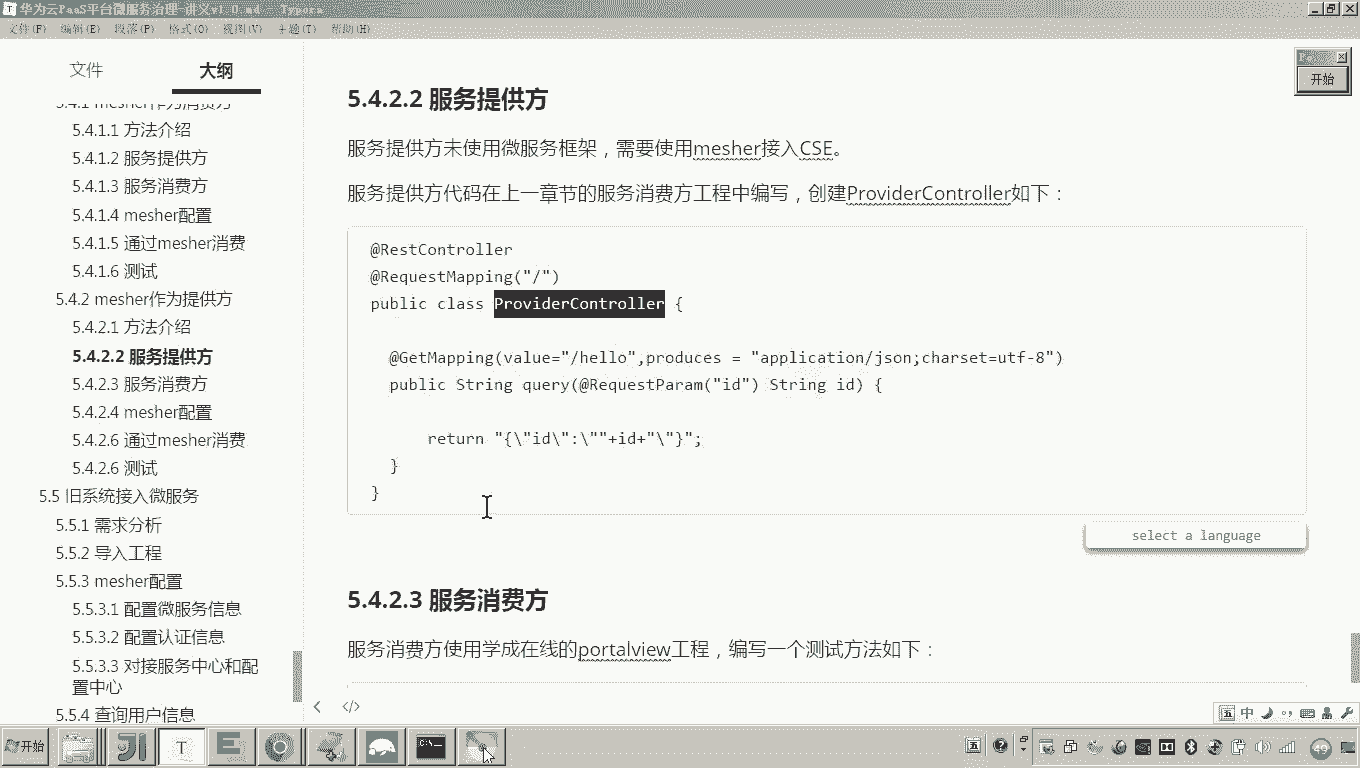 华为云PaaS平台微服务治理-讲义v1.0.md - Typora
文件(F) 编辑(E) 段落(P) 格式(O) 视图(V) 主题(T) 帮助(H)
文件 大纲
5.4.1 mesher作为消费方
5.4.1.1 方法介绍
5.4.1.2 服务提供方
5.4.1.3 服务消费方
5.4.1.4 mesher配置
5.4.1.5 通过mesher消费
5.4.1.6 测试
5.4.2 mesher作为提供方
5.4.2.1 方法介绍
5.4.2.2 服务提供方
5.4.2.3 服务消费方
5.4.2.4 mesher配置
5.4.2.6 通过mesher消费
5.4.2.6 测试
5.5 旧系统接入微服务
5.5.1 需求分析
5.5.2 导入工程
5.5.3 mesher配置
5.5.3.1 配置微服务信息
5.5.3.2 配置认证信息
5.5.3.3 对接服务中心和配
置中心
5.5.4 查询用户信息
5.4.2.2 服务提供方
服务提供方未使用微服务框架，需要使用mesher接入CSE。
服务提供方代码在上一章节的服务消费方工程中编写，创建ProviderController如下：
@RestController
@RequestMapping("/")
public class ProviderController {
@GetMapping(value="/hello",produces = "application/json;charset=utf-8")
public String query(@RequestParam("id") String id) {
return "{\"id\":\""+id+"\"}";
}
}
select a language
5.4.2.3 服务消费方
服务消费方使用学成在线的portalview工程，编写一个测试方法如下：
开始
中
开始
49